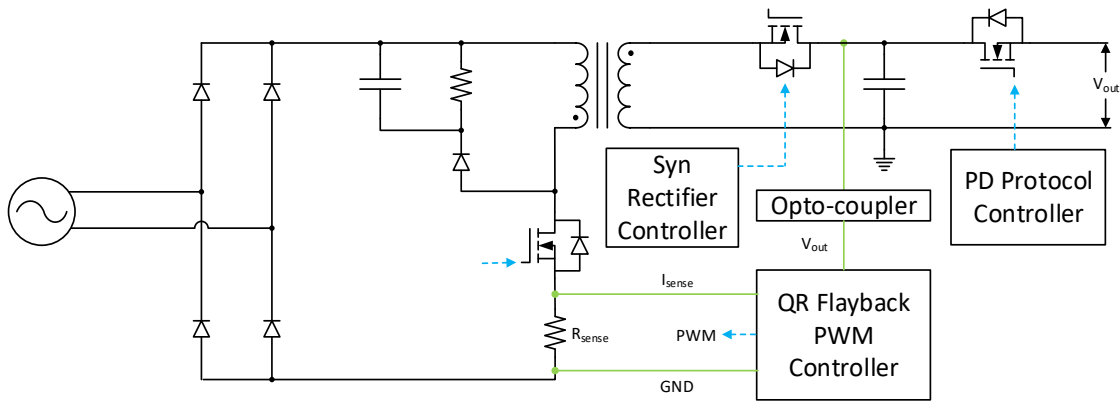 Vout
Syn
Rectifier
Controller
PD Protocol
Controller
Opto-coupler
Vout
Isense
QR Flayback
PWM
Controller
PWM
Rsense
GND